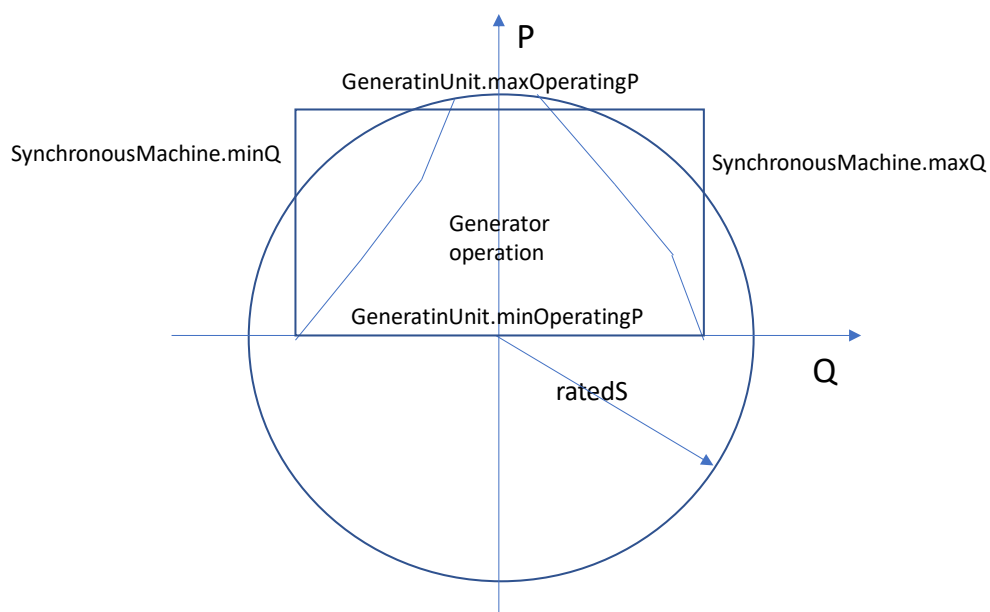 P
GeneratinUnit.maxOperatingP
SynchronousMachine.minQ
SynchronousMachine.maxQ
Generator
operation
GeneratinUnit.minOperatingP
Q
ratedS